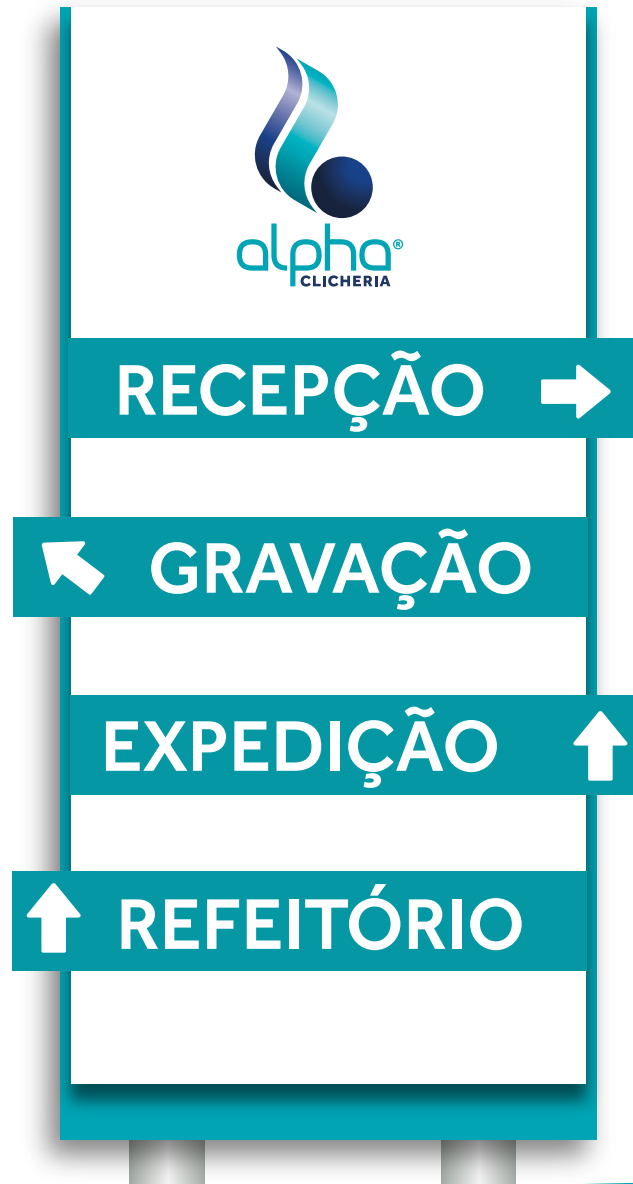 alpha®
CLICHERIA
RECEPÇÃO
GRAVAÇÃO
EXPEDIÇÃO
REFEITÓRIO